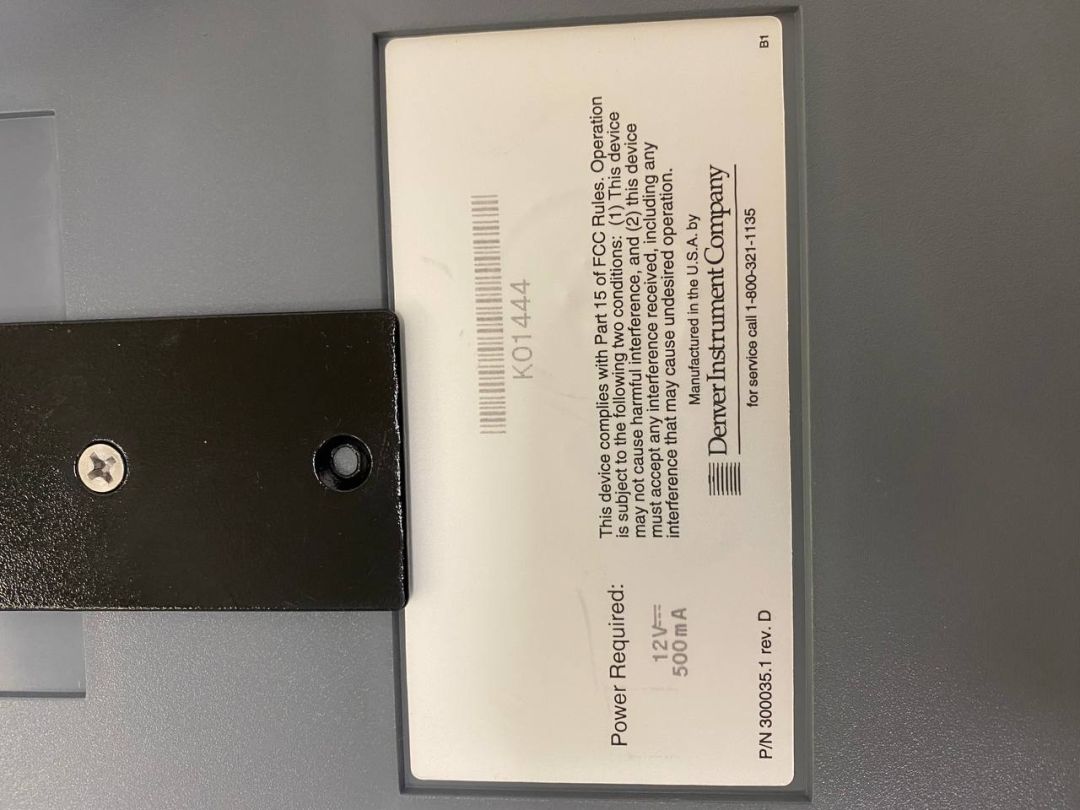 K01444
Power Required:
12V⎓
500mA
This device complies with Part 15 of FCC Rules. Operation
is subject to the following two conditions: (1) This device
may not cause harmful interference, and (2) this device
must accept any interference received, including any
interference that may cause undesired operation.
Manufactured in the U.S.A. by
Denver Instrument Company
for service call 1-800-321-1135
P/N 300035.1 rev. D
B1